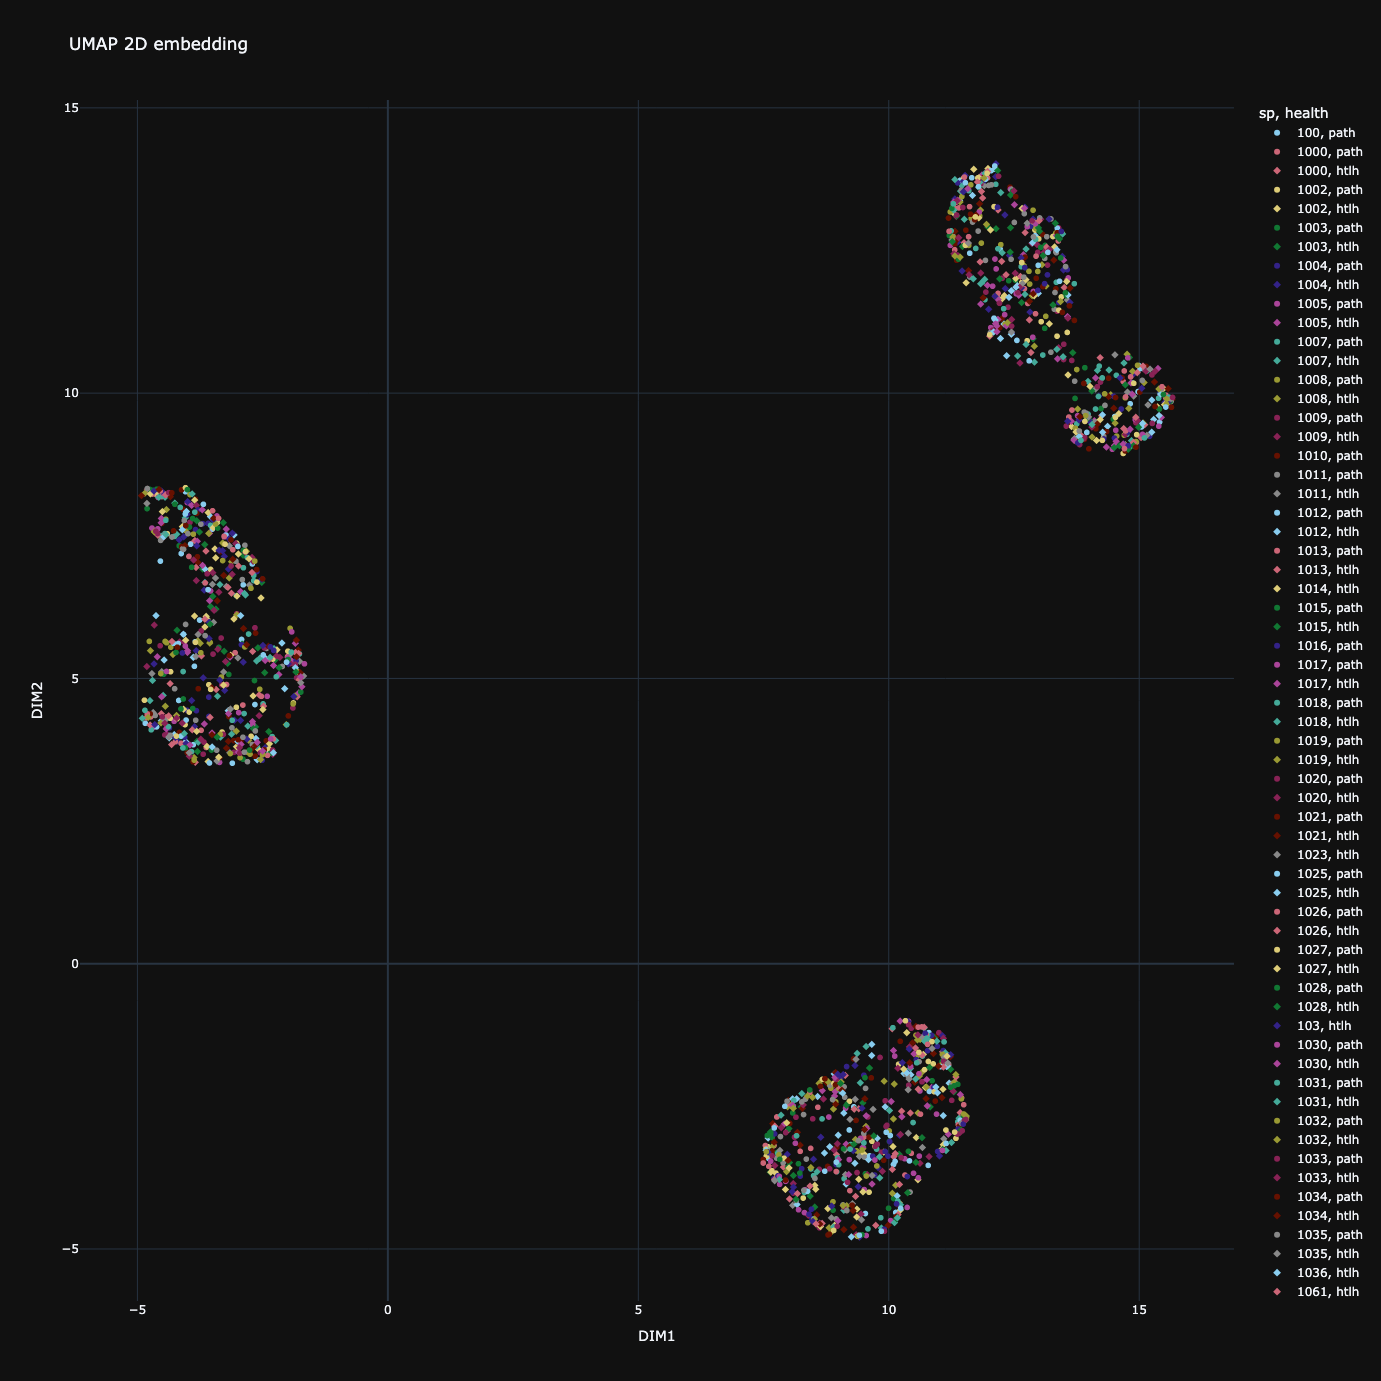 UMAP 2D embedding
15
10
5
0
−5
−5
0
5
10
15
DIM2
DIM1
sp, health
100, path
1000, path
1000, htlh
1002, path
1002, htlh
1003, path
1003, htlh
1004, path
1004, htlh
1005, path
1005, htlh
1007, path
1007, htlh
1008, path
1008, htlh
1009, path
1009, htlh
1010, path
1011, path
1011, htlh
1012, path
1012, htlh
1013, path
1013, htlh
1014, htlh
1015, path
1015, htlh
1016, path
1017, path
1017, htlh
1018, path
1018, htlh
1019, path
1019, htlh
1020, path
1020, htlh
1021, path
1021, htlh
1023, htlh
1025, path
1025, htlh
1026, path
1026, htlh
1027, path
1027, htlh
1028, path
1028, htlh
103, htlh
1030, path
1030, htlh
1031, path
1031, htlh
1032, path
1032, htlh
1033, path
1033, htlh
1034, path
1034, htlh
1035, path
1035, htlh
1036, htlh
1061, htlh